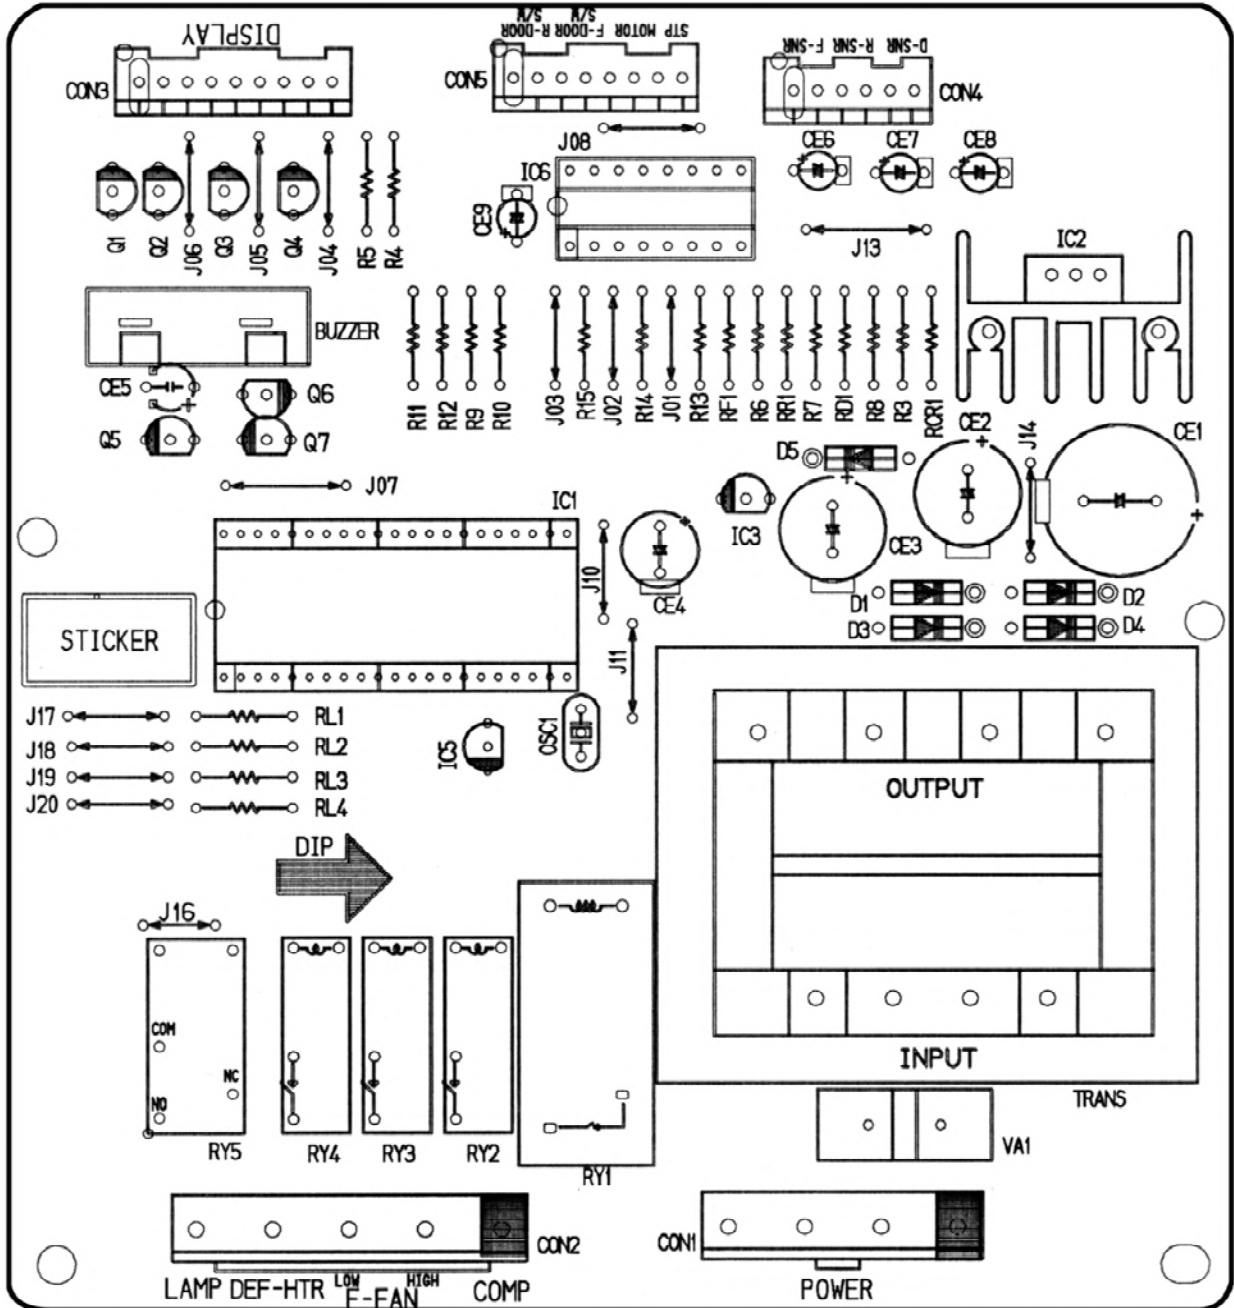 DISPLAY
CON3
R-DOOR S/W
F-DOOR S/W
STP MOTOR
CON5
F-SNR
R-SNR
D-SNR
CON4
J08
IC6
CE6
CE7
CE8
CE9
Q1
Q2
J06
Q3
J05
Q4
J04
R5
R4
J13
IC2
BUZZER
CE5
Q6
Q5
Q7
R11
R12
R9
R10
J03
R15
J02
R14
J01
R13
RF1
R6
RR1
R7
RD1
R8
R3
RCR1
D5
CE2
J14
CE1
J07
IC1
J10
CE4
IC3
CE3
D1
D2
D3
D4
STICKER
J11
J17
RL1
J18
RL2
J19
RL3
J20
RL4
IC5
OSC1
OUTPUT
DIP
J16
COM
NC
NO
RY5
RY4
RY3
RY2
RY1
INPUT
TRANS
VA1
CON2
CON1
LAMP DEF-HTR
LOW
HIGH
F-FAN
COMP
POWER